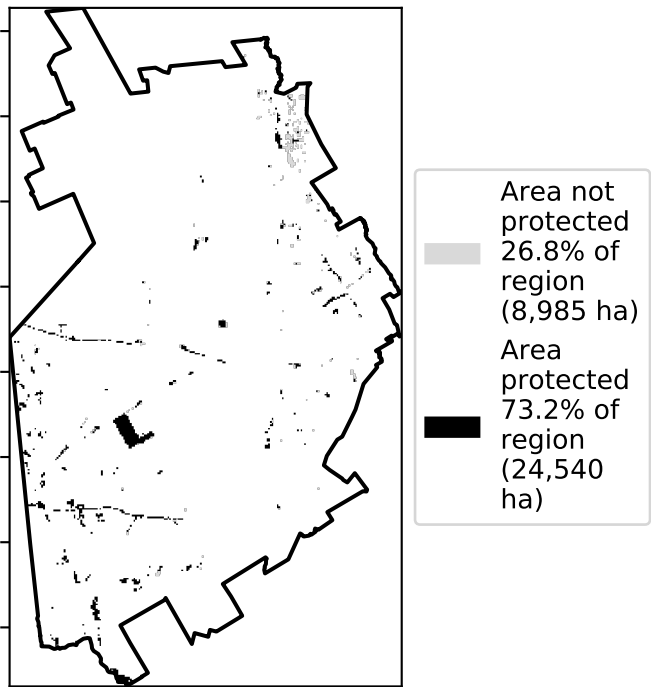 Area not
protected
26.8% of
region
(8,985 ha)
Area
protected
73.2% of
region
(24,540
ha)